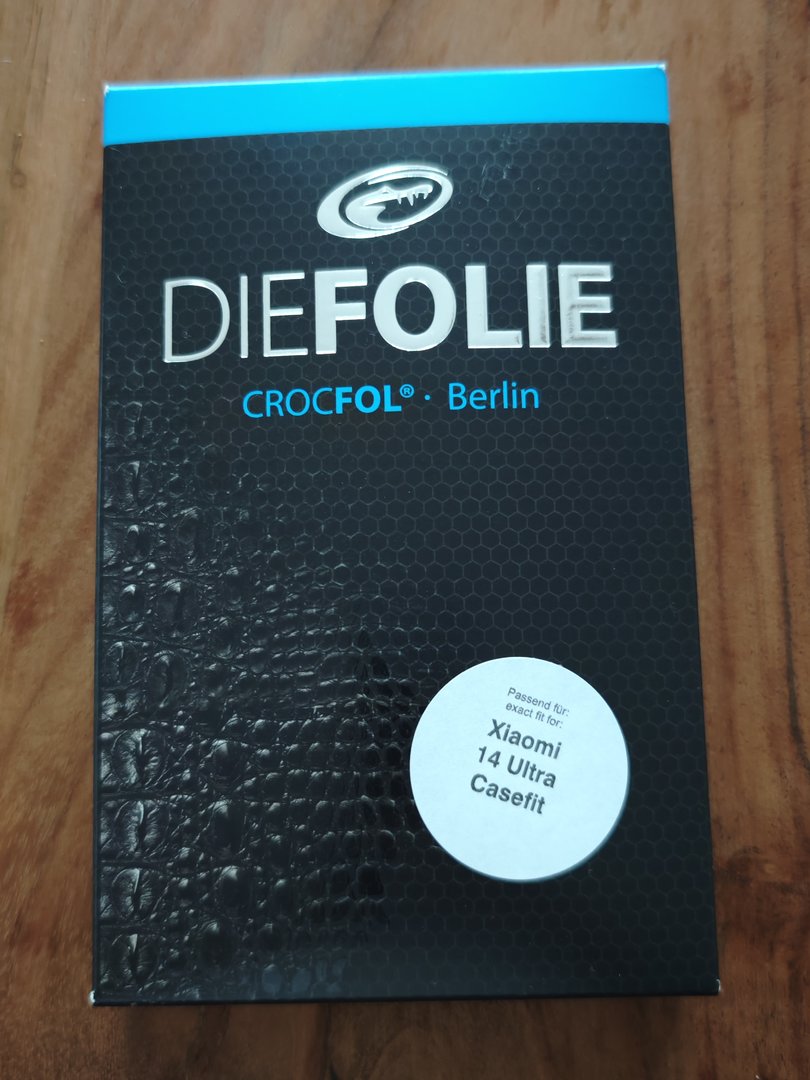 DIEFOLIE
CROCFOL® · Berlin
Passend für:
exact fit for:
Xiaomi
14 Ultra
Casefit